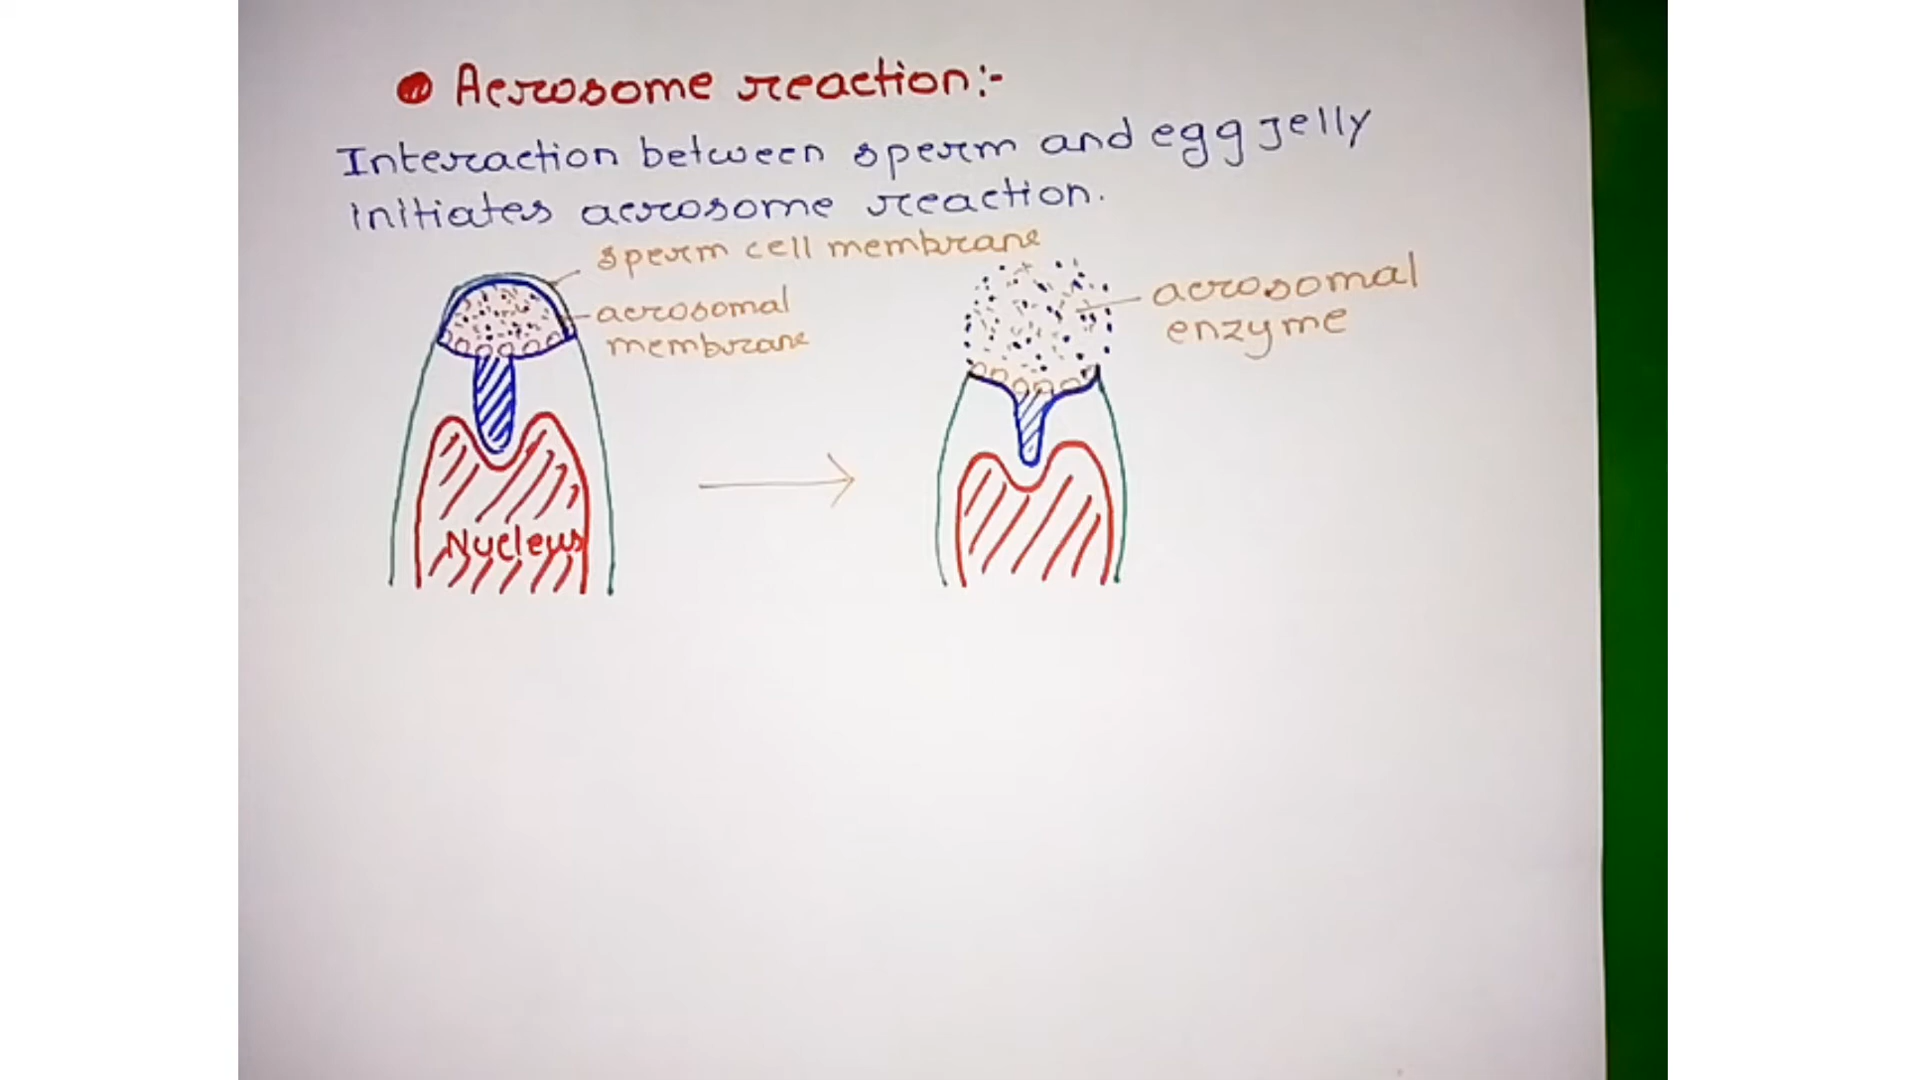 Acrosome reaction:-
Interaction between sperm and egg jelly
initiates acrosome reaction.
sperm cell membrane
acrosomal
membrane
acrosomal
enzyme
Nucleus